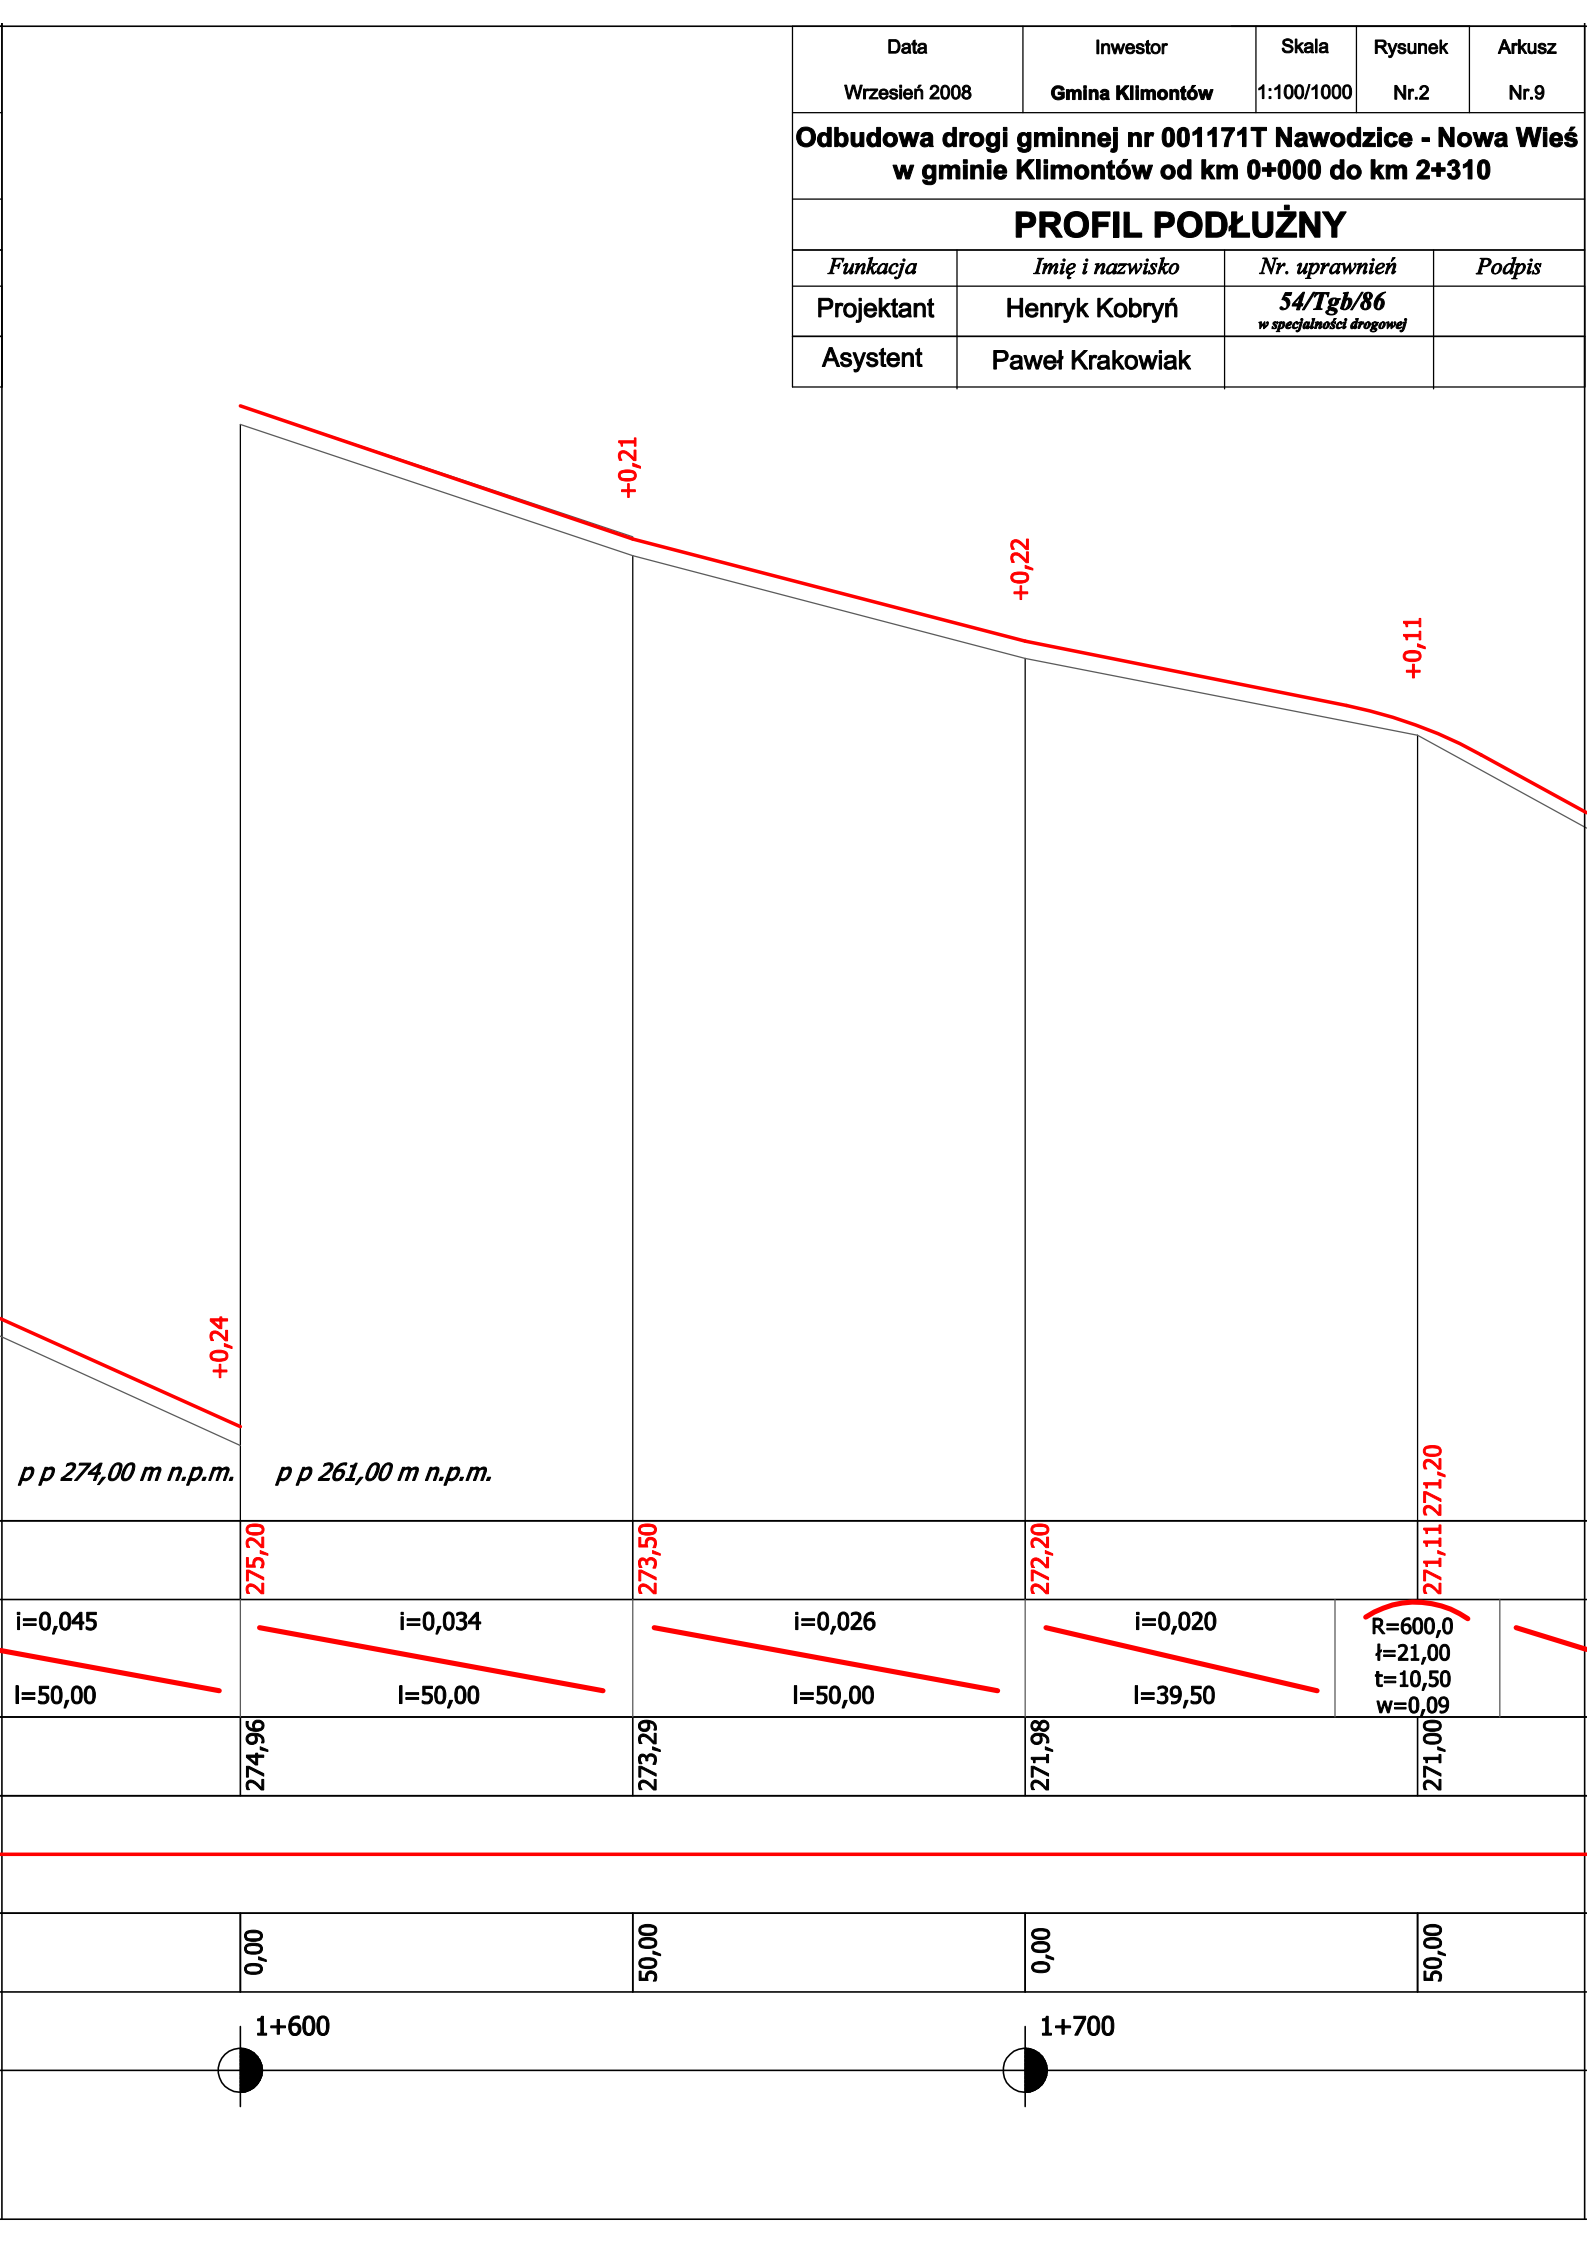 Data Inwestor Skala Rysunek Arkusz
Wrzesień 2008 Gmina Klimontów 1:100/1000 Nr.2 Nr.9
Odbudowa drogi gminnej nr 001171T Nawodzice - Nowa Wieś
w gminie Klimontów od km 0+000 do km 2+310
PROFIL PODŁUŻNY
Funkacja Imię i nazwisko Nr. uprawnień Podpis
Projektant Henryk Kobryń 54/Tgb/86
w specjalności drogowej
Asystent Paweł Krakowiak
+0,21
+0,22
+0,11
+0,24
p p 274,00 m n.p.m. p p 261,00 m n.p.m.
271,20
275,20 273,50 272,20 271,11
i=0,045 i=0,034 i=0,026 i=0,020 R=600,0
ł=21,00
t=10,50
l=50,00 l=50,00 l=50,00 l=39,50
w=0,09
274,96 273,29 271,98 271,00
0,00 50,00 0,00 50,00
1+600 1+700